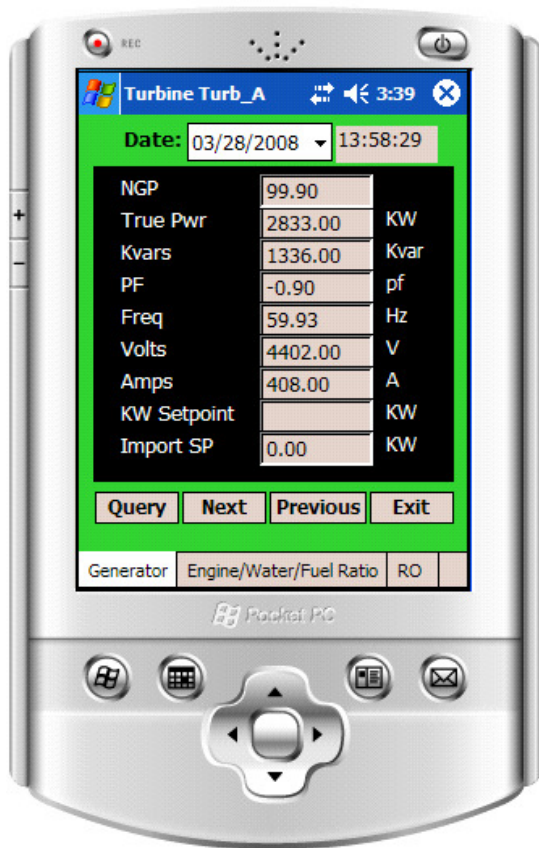 REC
Turbine Turb_A 3:39
Date: 03/28/2008 13:58:29
NGP 99.90
True Pwr 2833.00 KW
Kvars 1336.00 Kvar
PF -0.90 pf
Freq 59.93 Hz
Volts 4402.00 V
Amps 408.00 A
KW Setpoint KW
Import SP 0.00 KW
Query Next Previous Exit
Generator Engine/Water/Fuel Ratio RO
Pocket PC
+
−